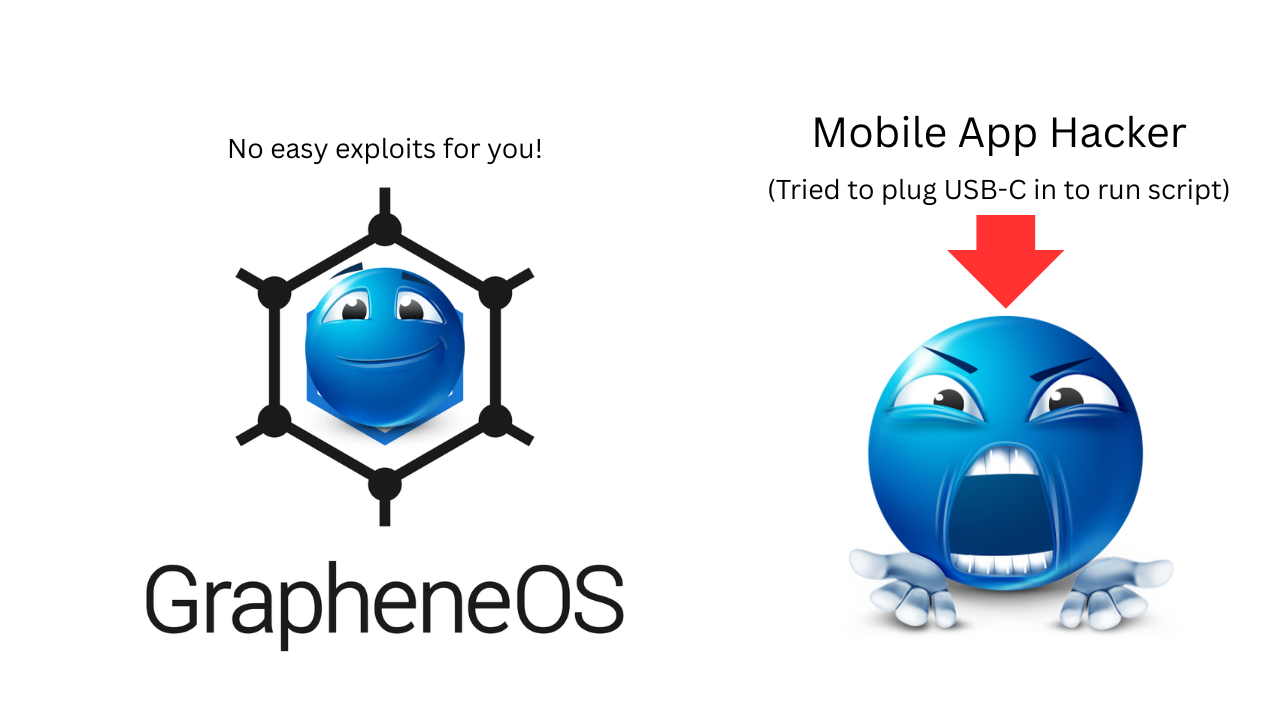 No easy exploits for you!
GrapheneOS
Mobile App Hacker
(Tried to plug USB-C in to run script)